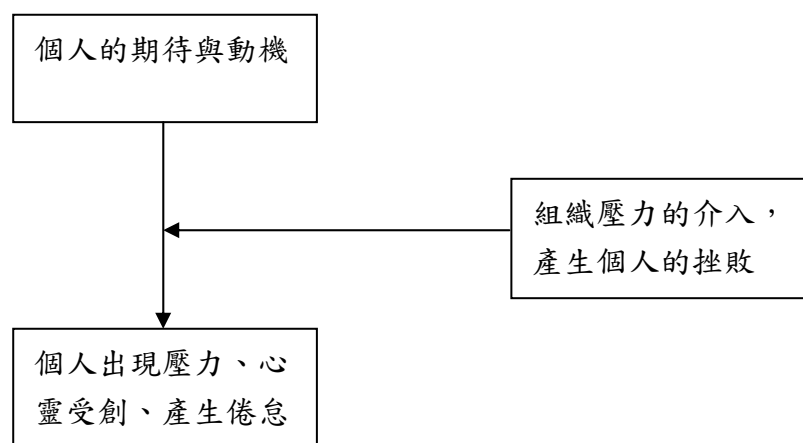 個人的期待與動機
組織壓力的介入，
產生個人的挫敗
個人出現壓力、心
靈受創、產生倦怠